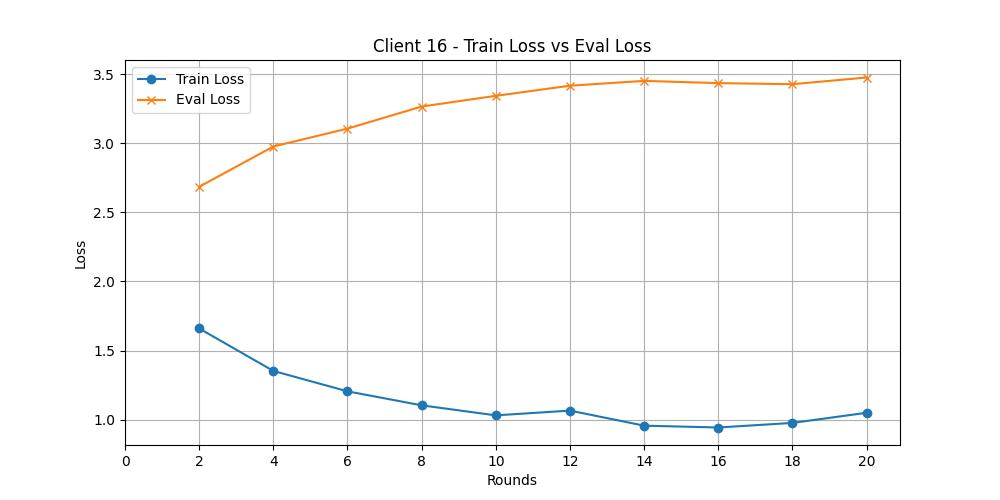 Client 16 - Train Loss vs Eval Loss
Train Loss
Eval Loss
3.5
3.0
2.5
2.0
1.5
1.0
Loss
0 2 4 6 8 10 12 14 16 18 20
Rounds